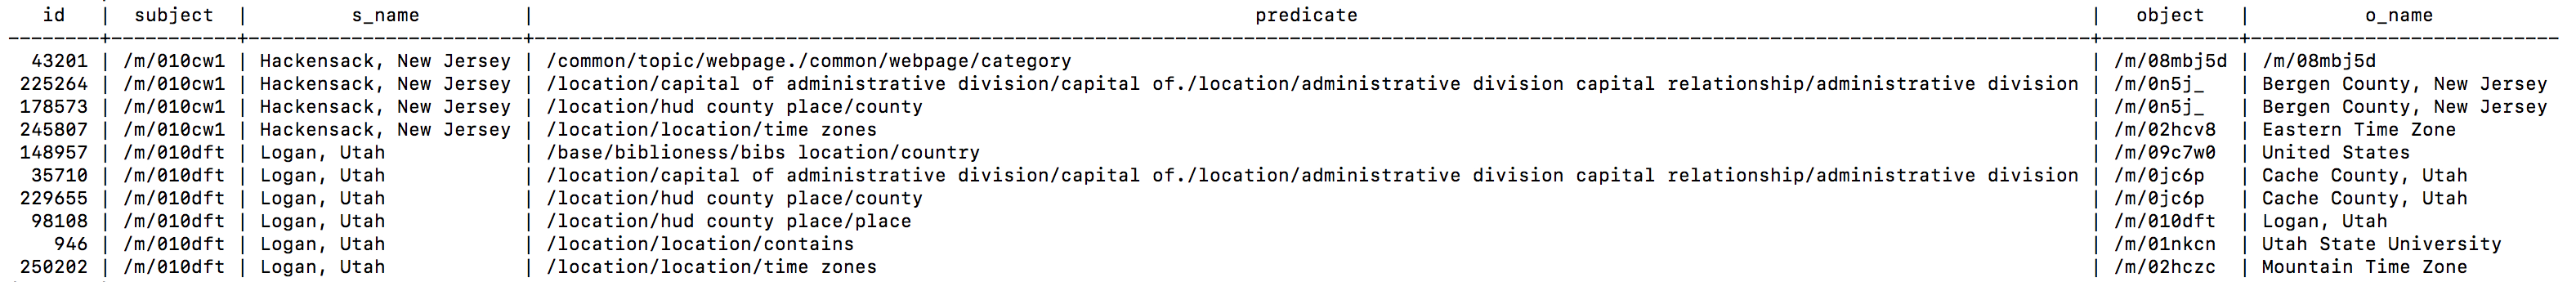 id | subject | s_name | predicate | object | o_name
43201 | /m/010cw1 | Hackensack, New Jersey | /common/topic/webpage./common/webpage/category | /m/08mbj5d | /m/08mbj5d
225264 | /m/010cw1 | Hackensack, New Jersey | /location/capital of administrative division/capital of./location/administrative division capital relationship/administrative division | /m/0n5j_ | Bergen County, New Jersey
178573 | /m/010cw1 | Hackensack, New Jersey | /location/hud county place/county | /m/0n5j_ | Bergen County, New Jersey
245807 | /m/010cw1 | Hackensack, New Jersey | /location/location/time zones | /m/02hcv8 | Eastern Time Zone
148957 | /m/010dft | Logan, Utah | /base/biblioness/bibs location/country | /m/09c7w0 | United States
35710 | /m/010dft | Logan, Utah | /location/capital of administrative division/capital of./location/administrative division capital relationship/administrative division | /m/0jc6p | Cache County, Utah
229655 | /m/010dft | Logan, Utah | /location/hud county place/county | /m/0jc6p | Cache County, Utah
98108 | /m/010dft | Logan, Utah | /location/hud county place/place | /m/010dft | Logan, Utah
946 | /m/010dft | Logan, Utah | /location/location/contains | /m/01nkcn | Utah State University
250202 | /m/010dft | Logan, Utah | /location/location/time zones | /m/02hczc | Mountain Time Zone